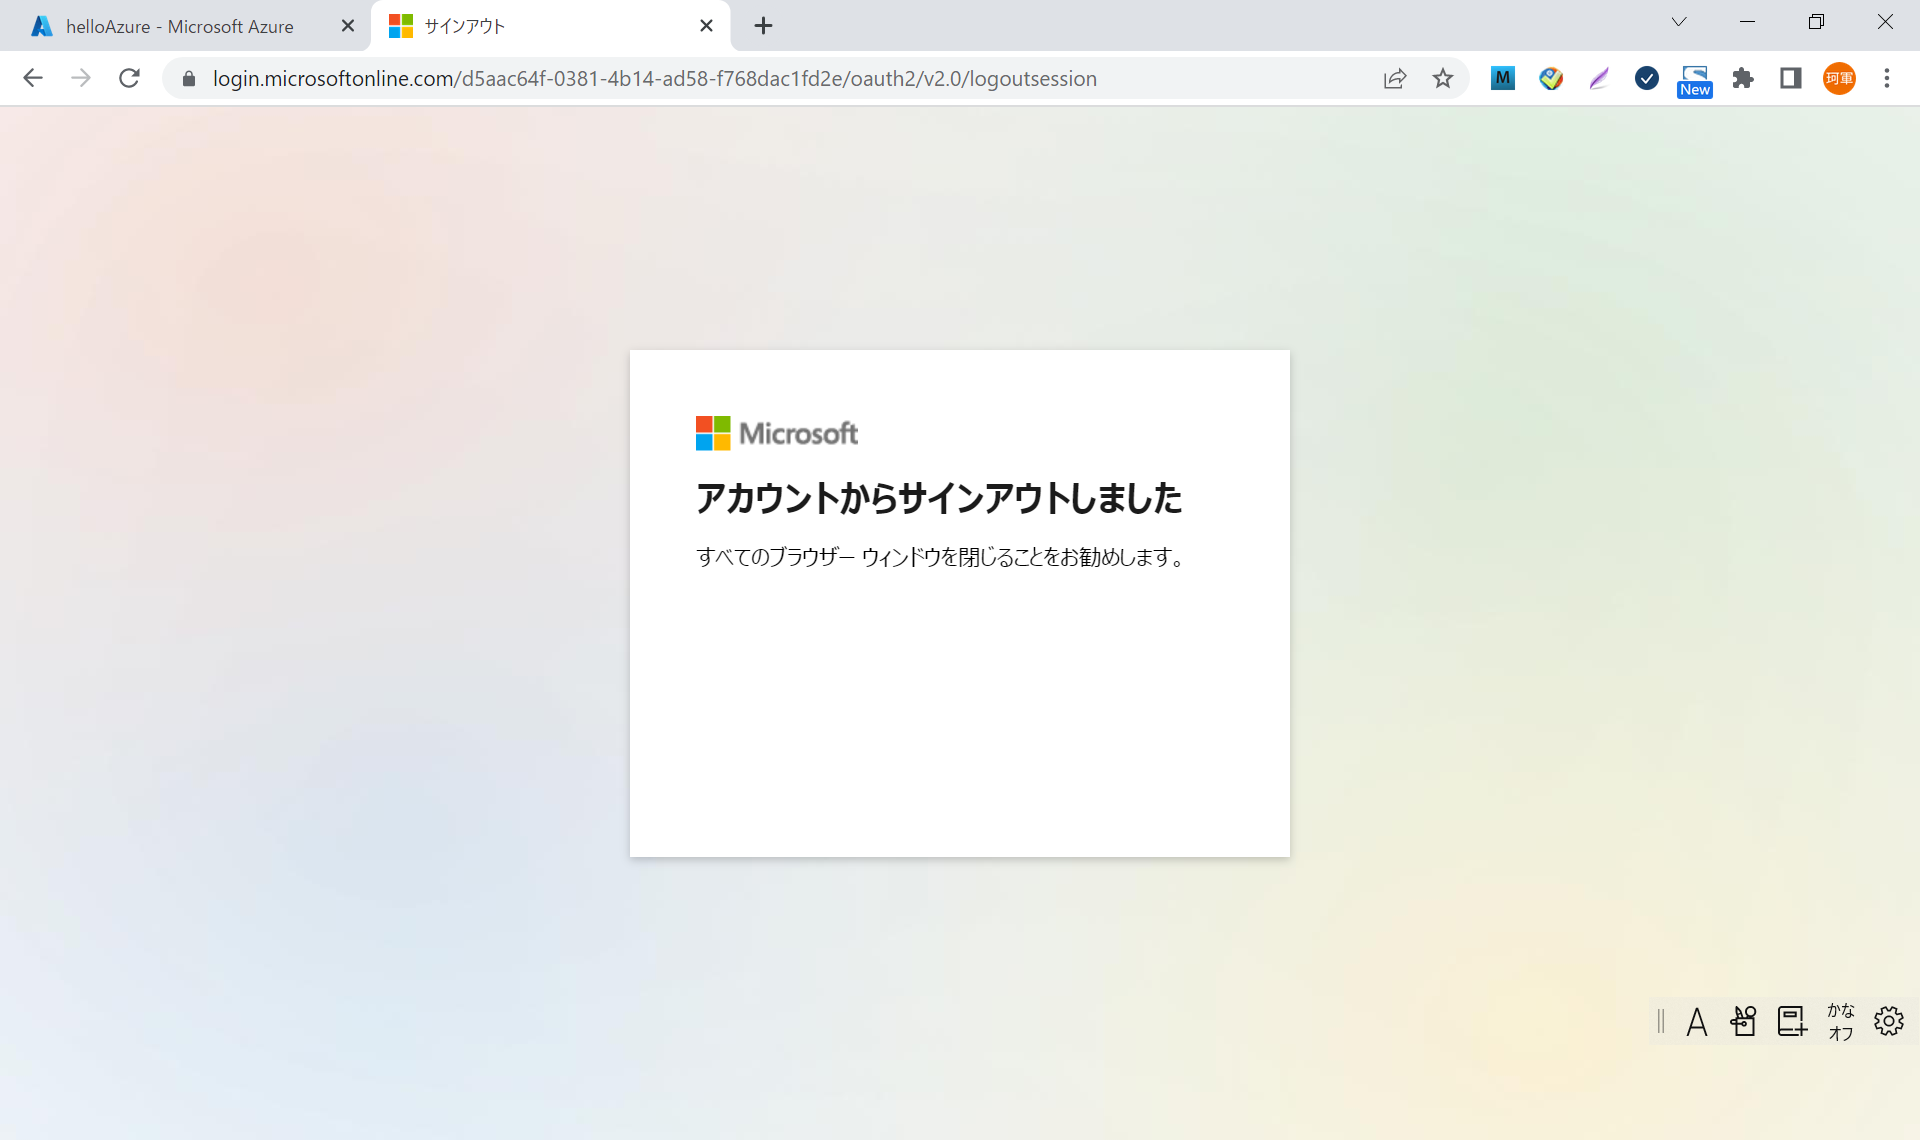 helloAzure - Microsoft Azure
サインアウト
login.microsoftonline.com/d5aac64f-0381-4b14-ad58-f768dac1fd2e/oauth2/v2.0/logoutsession
M
New
珂軍
Microsoft
アカウントからサインアウトしました
すべてのブラウザー ウィンドウを閉じることをお勧めします。
A
かな
オフ